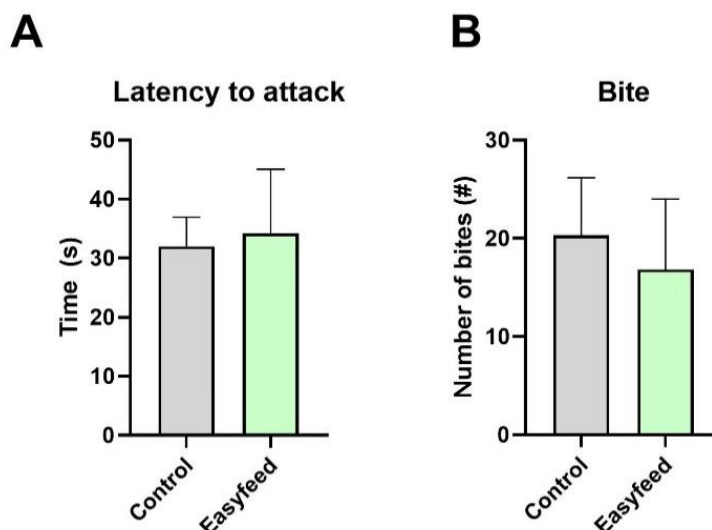 A
B
Latency to attack
Bite
Time (s)
50
40
30
20
10
0
Control
Easyfeed
Number of bites (#)
30
20
10
0
Control
Easyfeed